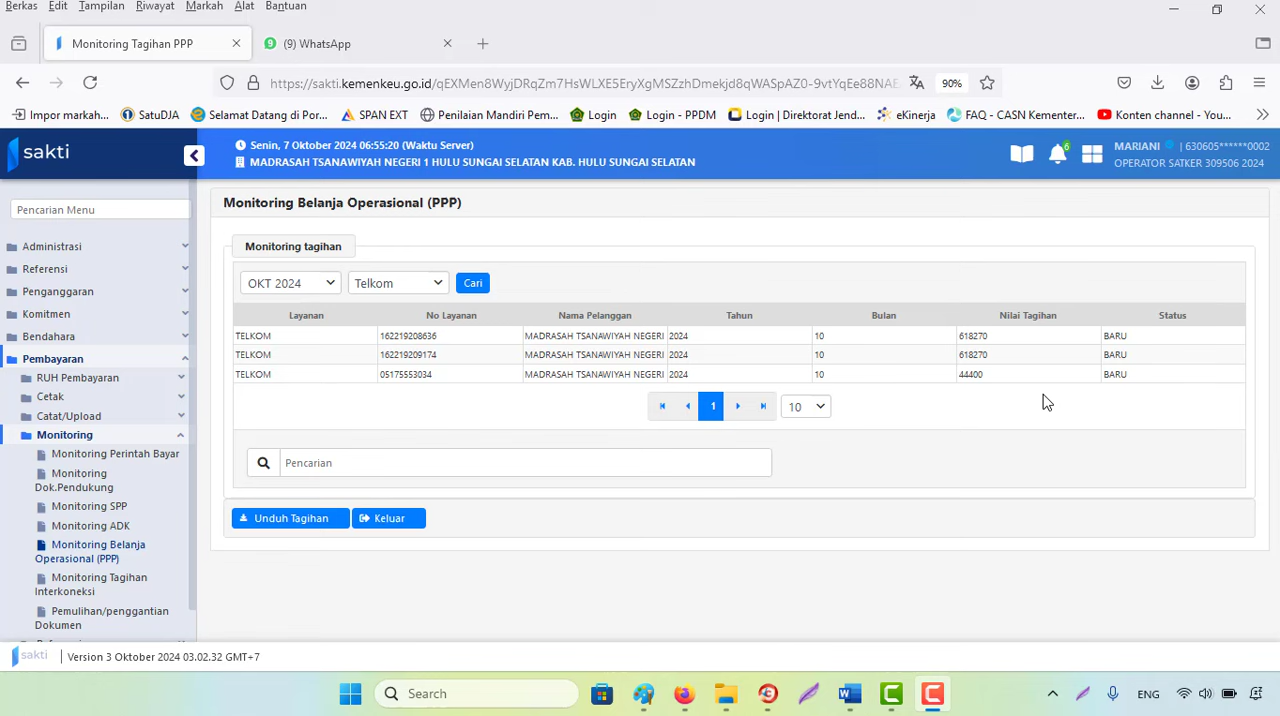 Berkas Edit Tampilan Riwayat Markah Alat Bantuan
Monitoring Tagihan PPP
(9) WhatsApp
https://sakti.kemenkeu.go.id/qEXMen8WyjDRqZm7HsWLXE5EryXgMSZzhDmekjd8qWASpAZ0-9vtYqEe88NAE
90%
Impor markah... SatuDJA Selamat Datang di Por... SPAN EXT Penilaian Mandiri Pem... Login Login - PPDM Login | Direktorat Jend... eKinerja FAQ - CASN Kementer... Konten channel - You...
sakti
Senin, 7 Oktober 2024 06:55:20 (Waktu Server)
MADRASAH TSANAWIYAH NEGERI 1 HULU SUNGAI SELATAN KAB. HULU SUNGAI SELATAN
6
MARIANI | 630605******0002
OPERATOR SATKER 309506 2024
Pencarian Menu
Administrasi
Referensi
Penganggaran
Komitmen
Bendahara
Pembayaran
RUH Pembayaran
Cetak
Catat/Upload
Monitoring
Monitoring Perintah Bayar
Monitoring
Dok.Pendukung
Monitoring SPP
Monitoring ADK
Monitoring Belanja
Operasional (PPP)
Monitoring Tagihan
Interkoneksi
Pemulihan/penggantian
Dokumen
Monitoring Belanja Operasional (PPP)
Monitoring tagihan
OKT 2024 Telkom Cari
Layanan No Layanan Nama Pelanggan Tahun Bulan Nilai Tagihan Status
TELKOM 162219208636 MADRASAH TSANAWIYAH NEGERI 2024 10 618270 BARU
TELKOM 162219209174 MADRASAH TSANAWIYAH NEGERI 2024 10 618270 BARU
TELKOM 05175553034 MADRASAH TSANAWIYAH NEGERI 2024 10 44400 BARU
1 10
Pencarian
Unduh Tagihan Keluar
sakti | Version 3 Oktober 2024 03.02.32 GMT+7
Search
ENG